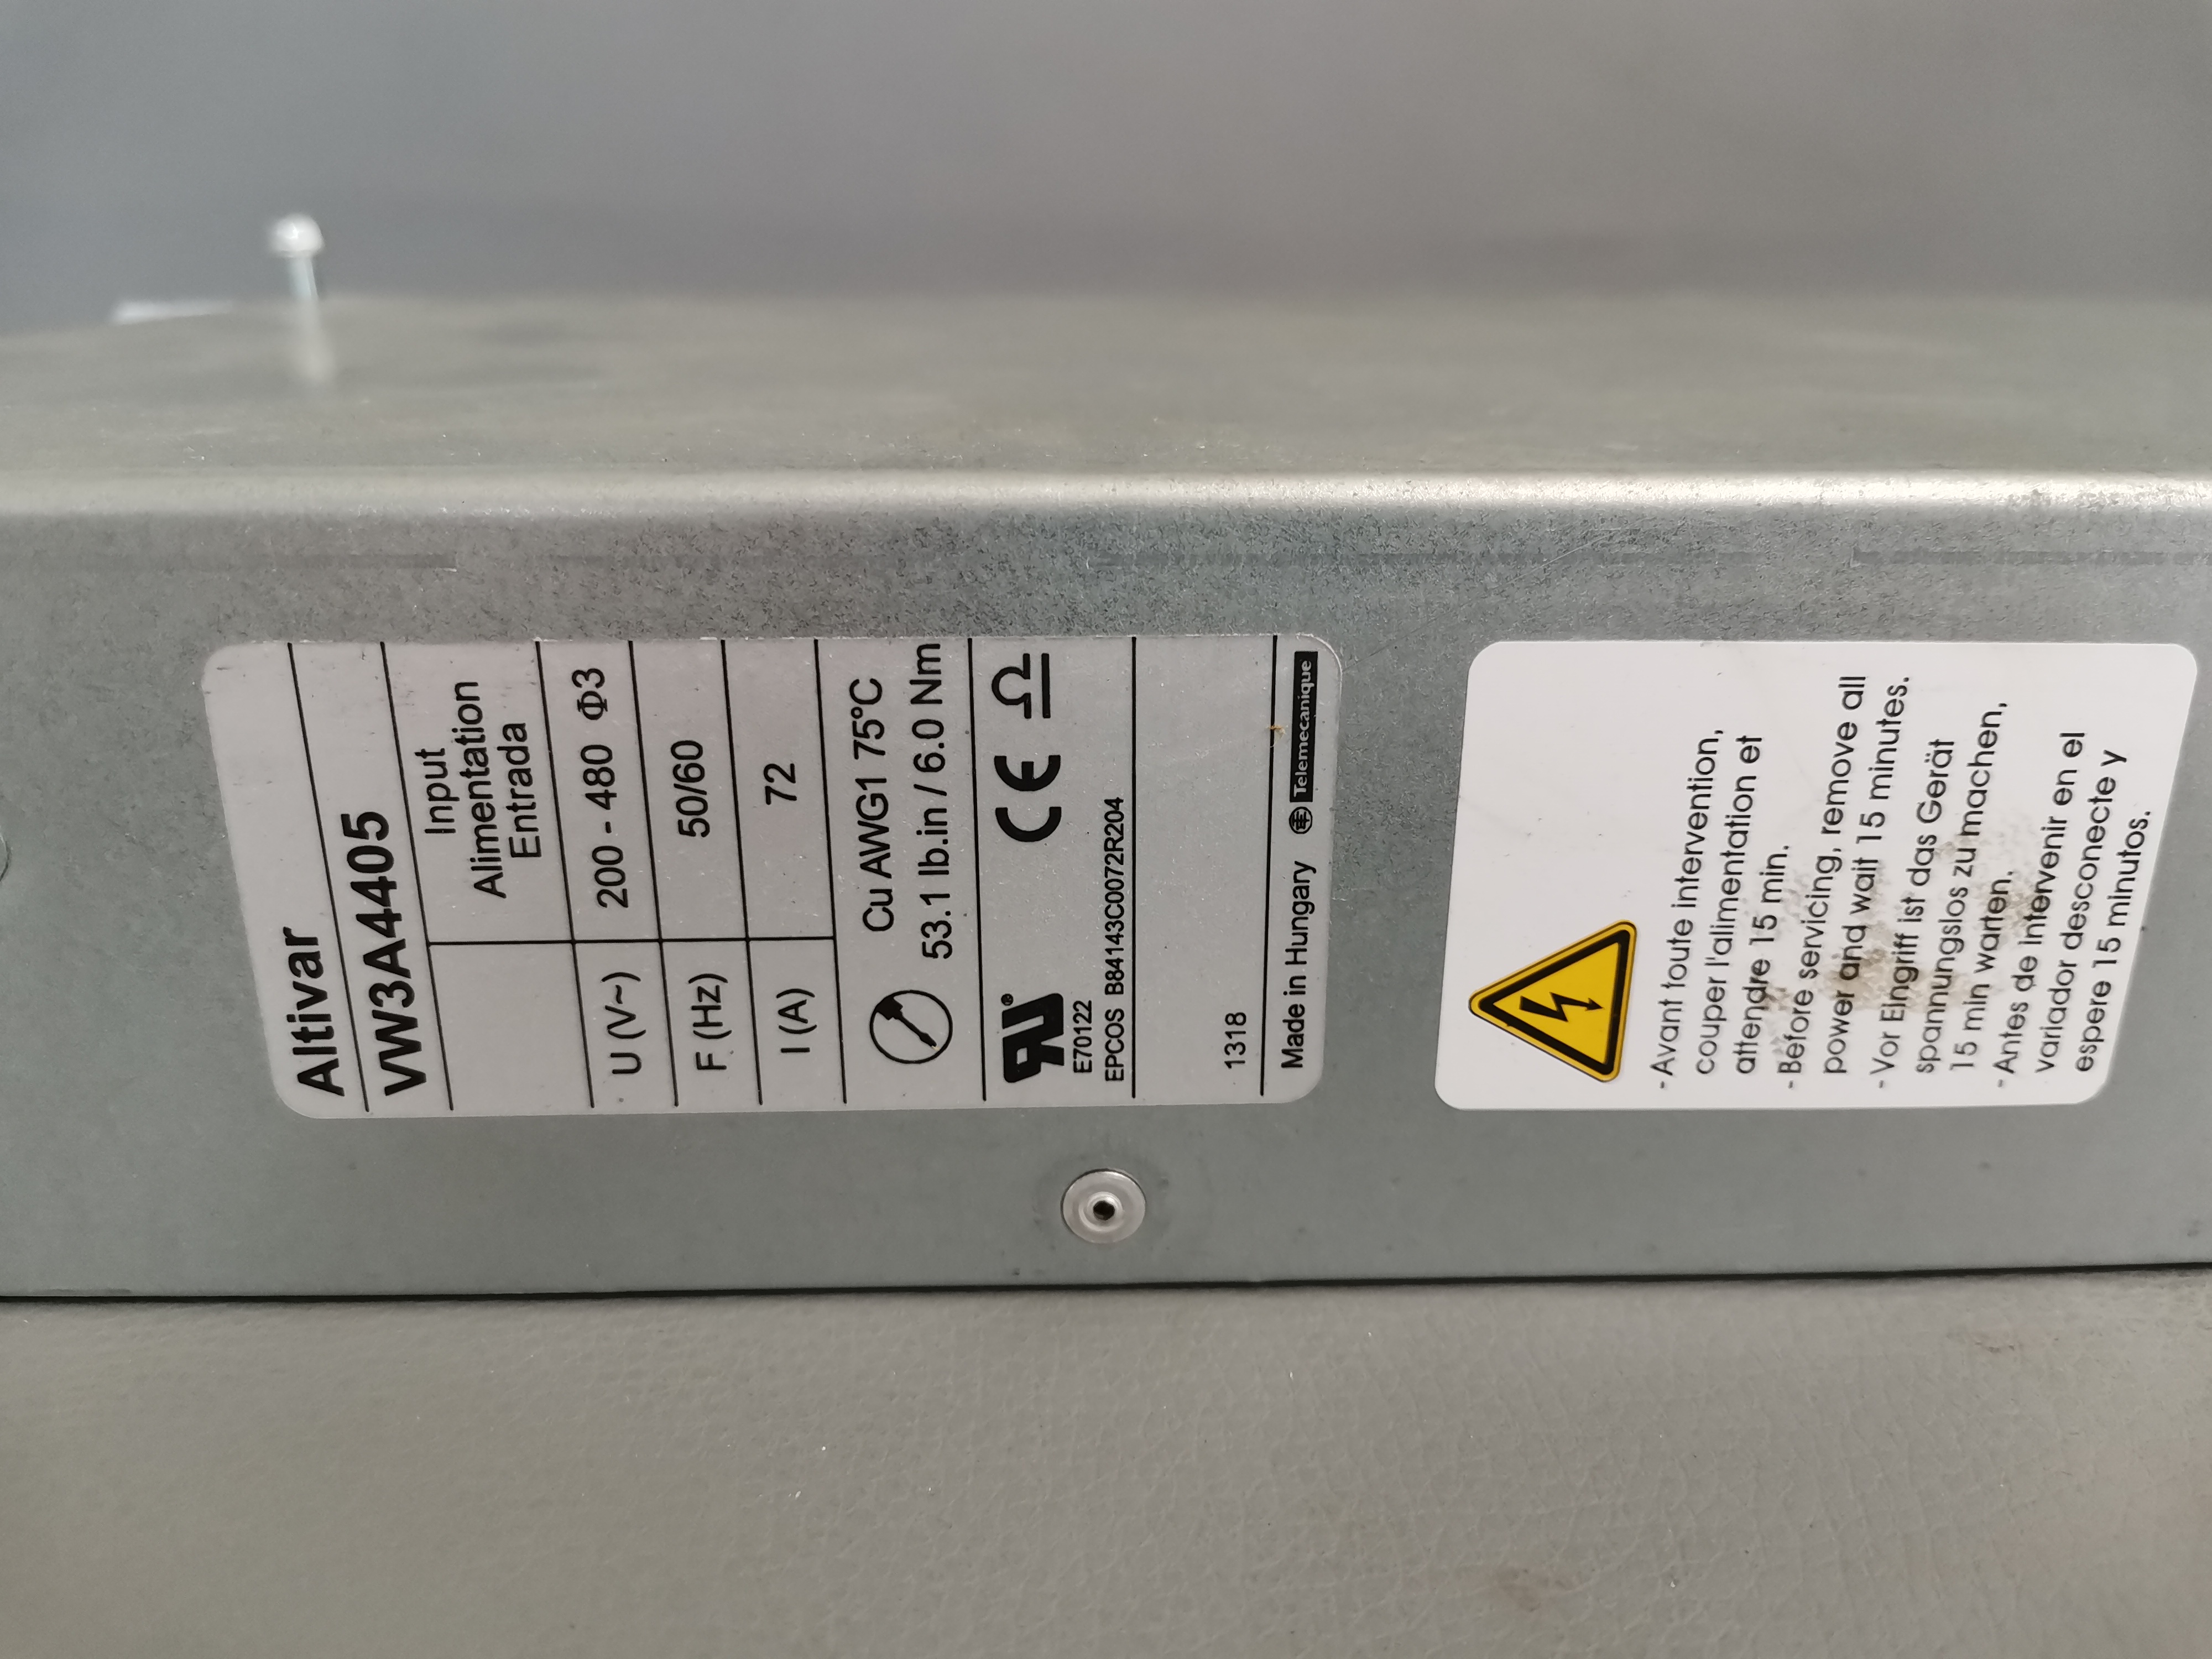 Altivar
VW3A4405
Input
Alimentation
Entrada
U (V~) 200 - 480 Φ3
F (Hz) 50/60
I (A) 72
Cu AWG1 75°C
53.1 lb.in / 6.0 Nm
RU® CE Ω
E70122
EPCOS B84143C0072R204
1318
Made in Hungary Telemecanique
- Avant toute intervention,
couper l'alimentation et
attendre 15 min.
- Before servicing, remove all
power and wait 15 minutes.
- Vor Eingriff ist das Gerät
spannungslos zu machen,
15 min warten.
- Antes de intervenir en el
variador desconecte y
espere 15 minutos.